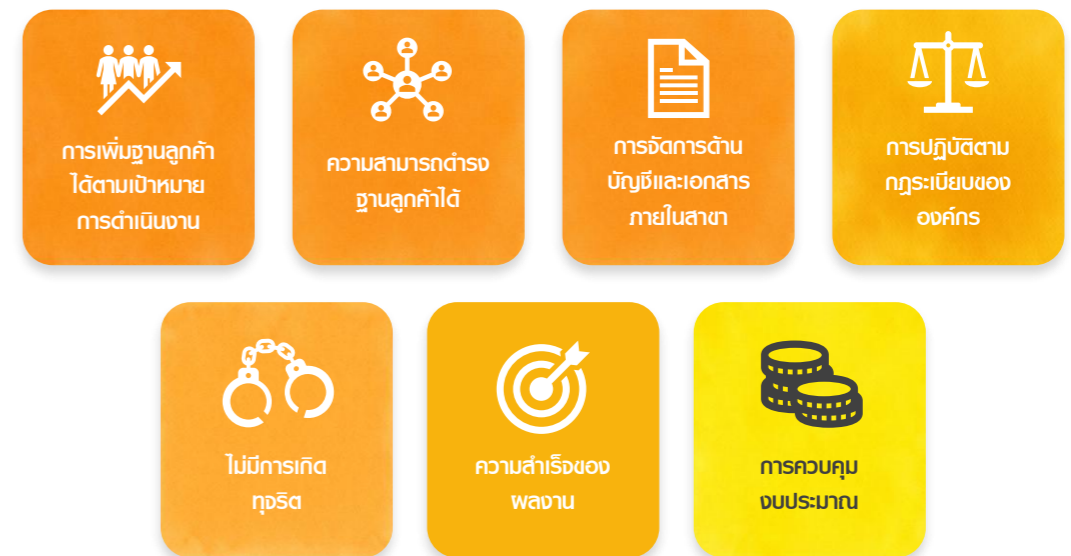 การเพิ่มฐานลูกค้า
ได้ตามเป้าหมาย
การดำเนินงาน
ความสามารถดำรง
ฐานลูกค้าได้
การจัดการด้าน
บัญชีและเอกสาร
ภายในสาขา
การปฏิบัติตาม
กฎระเบียบของ
องค์กร
ไม่มีการเกิด
ทุจริต
ความสำเร็จของ
ผลงาน
การควบคุม
งบประมาณ